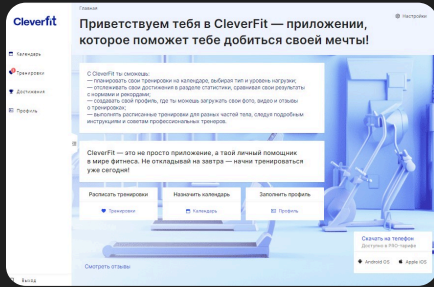 Главная
Cleverfit
Приветствуем тебя в CleverFit — приложении,
которое поможет тебе добиться своей мечты!
Настройки
Календарь
Тренировки
Достижения
Профиль
С CleverFit ты сможешь:
— планировать свои тренировки на календаре, выбирая тип и уровень нагрузки;
— отслеживать свои достижения в разделе статистики, сравнивая свои результаты
с нормами и рекордами;
— создавать свой профиль, где ты можешь загружать свои фото, видео и отзывы
о тренировках;
— выполнять расписанные тренировки для разных частей тела, следуя подробным
инструкциям и советам профессиональных тренеров.
CleverFit — это не просто приложение, а твой личный помощник
в мире фитнеса. Не откладывай на завтра — начни тренироваться
уже сегодня!
Расписать тренировки
Назначить календарь
Заполнить профиль
Тренировки
Календарь
Профиль
Смотреть отзывы
Скачать на телефон
Доступно в PRO-тарифе
Android OS
Apple iOS
Выход